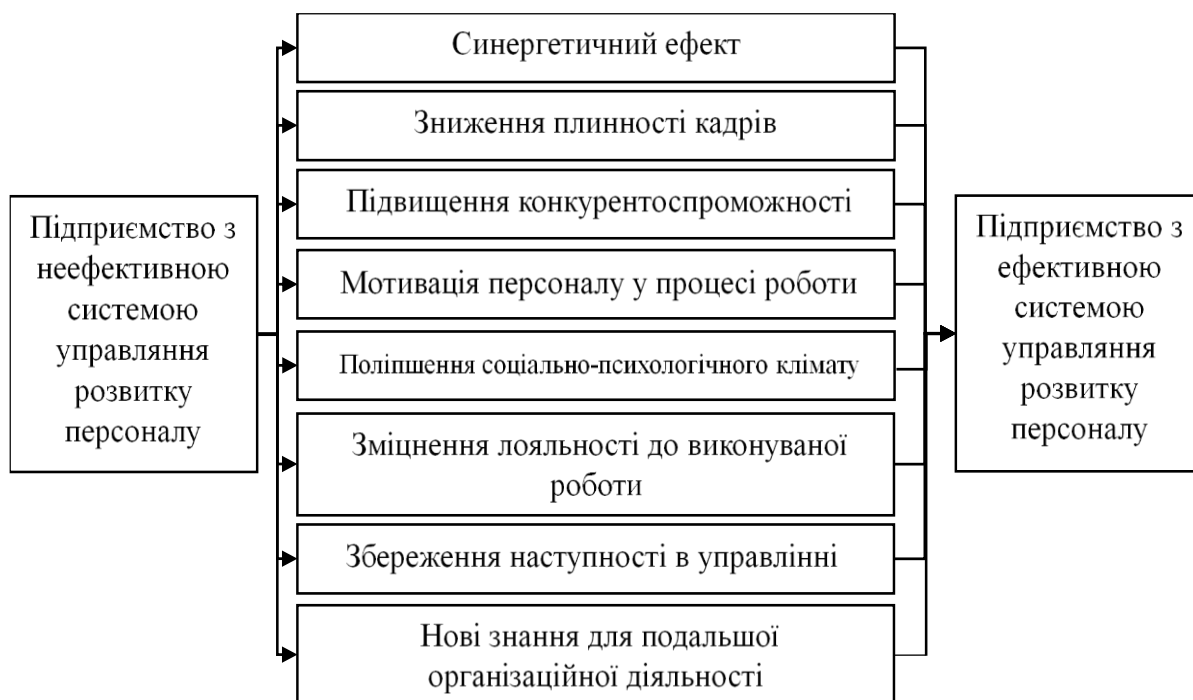 Підприємство з
неефективною
системою
управляння
розвитку
персоналу
Синергетичний ефект
Зниження плинності кадрів
Підвищення конкурентоспроможності
Мотивація персоналу у процесі роботи
Поліпшення соціально-психологічного клімату
Зміцнення лояльності до виконуваної
роботи
Збереження наступності в управлінні
Нові знання для подальшої
організаційної діяльності
Підприємство з
ефективною
системою
управляння
розвитку
персоналу